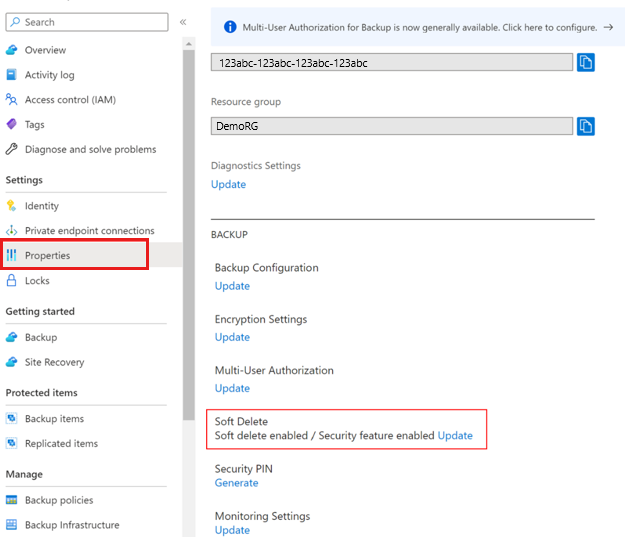 Search
«
Overview
Activity log
Access control (IAM)
Tags
Diagnose and solve problems
Settings
Identity
Private endpoint connections
Properties
Locks
Getting started
Backup
Site Recovery
Protected items
Backup items
Replicated items
Manage
Backup policies
Backup Infrastructure
Multi-User Authorization for Backup is now generally available. Click here to configure. →
123abc-123abc-123abc-123abc
Resource group
DemoRG
Diagnostics Settings
Update
BACKUP
Backup Configuration
Update
Encryption Settings
Update
Multi-User Authorization
Update
Soft Delete
Soft delete enabled / Security feature enabled Update
Security PIN
Generate
Monitoring Settings
Update